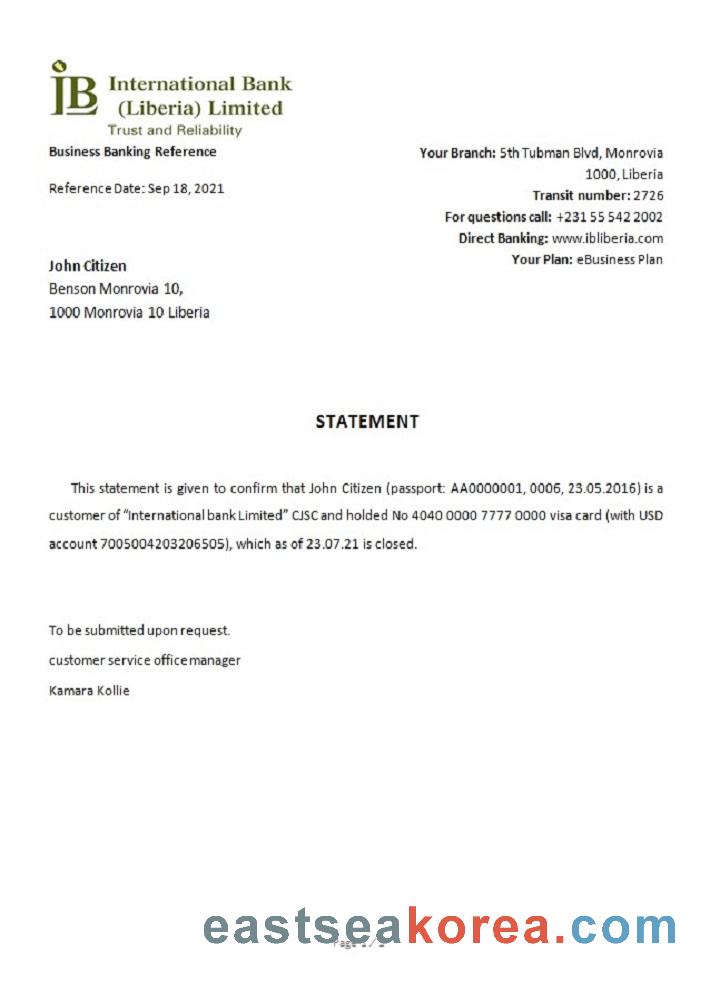 iB International Bank
(Liberia) Limited
Trust and Reliability
Business Banking Reference
Reference Date: Sep 18, 2021
Your Branch: 5th Tubman Blvd, Monrovia
1000, Liberia
Transit number: 2726
For questions call: +231 55 542 2002
Direct Banking: www.ibliberia.com
Your Plan: eBusiness Plan
John Citizen
Benson Monrovia 10,
1000 Monrovia 10 Liberia
STATEMENT
This statement is given to confirm that John Citizen (passport: AA0000001, 0006, 23.05.2016) is a
customer of “International bank Limited” CJSC and holded No 4040 0000 7777 0000 visa card (with USD
account 7005004203206505), which as of 23.07.21 is closed.
To be submitted upon request.
customer service office manager
Kamara Kollie
eastseakorea.com
Page 1 / 1